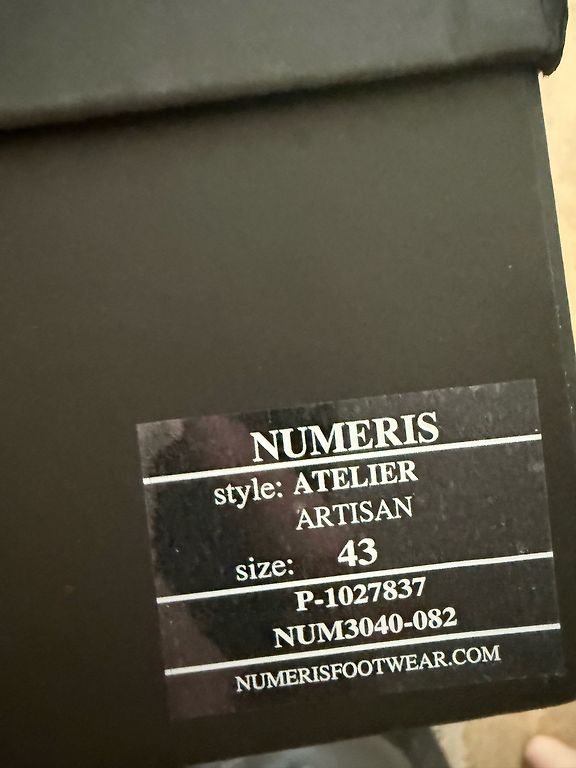 NUMERIS
style: ATELIER
ARTISAN
size: 43
P-1027837
NUM3040-082
NUMERISFOOTWEAR.COM